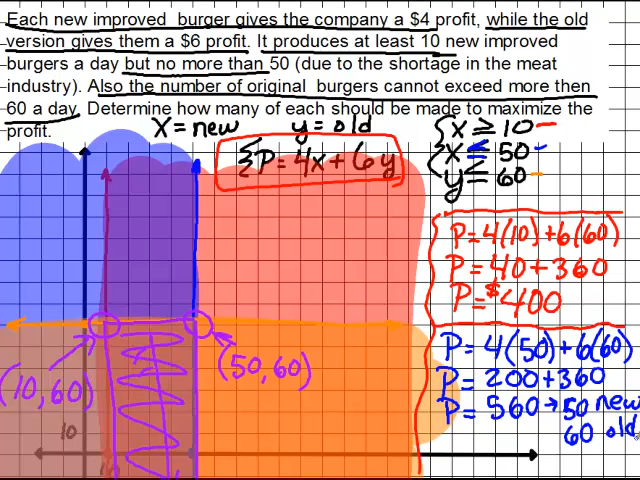 Each new improved burger gives the company a $4 profit, while the old
version gives them a $6 profit. It produces at least 10 new improved
burgers a day but no more than 50 (due to the shortage in the meat
industry). Also the number of original burgers cannot exceed more then
60 a day. Determine how many of each should be made to maximize the
profit.
X = new y = old
P = 4x + 6y
x ≥ 10
x ≤ 50
y ≤ 60
P = 4(10) + 6(60)
P = 40 + 360
P = $400
P = 4(50) + 6(60)
P = 200 + 360
P = 560 → 50 new
60 old
(10, 60)
(50, 60)
10
10